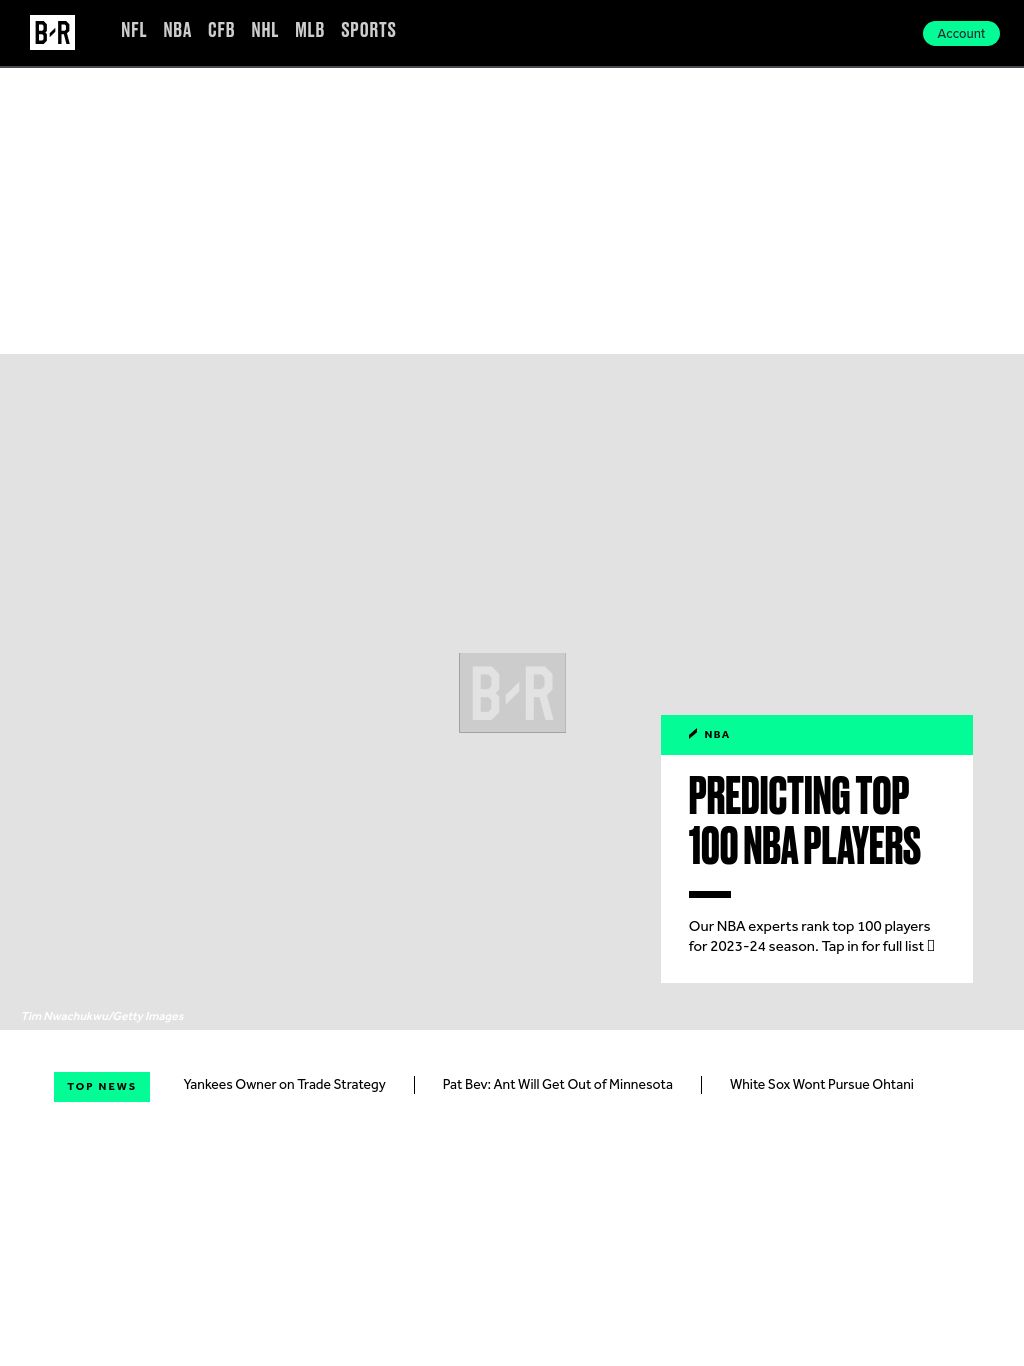 B/R
NFL NBA CFB NHL MLB SPORTS
Account
B/R
NBA
PREDICTING TOP
100 NBA PLAYERS
Our NBA experts rank top 100 players
for 2023-24 season. Tap in for full list
Tim Nwachukwu/Getty Images
TOP NEWS
Yankees Owner on Trade Strategy
Pat Bev: Ant Will Get Out of Minnesota
White Sox Wont Pursue Ohtani